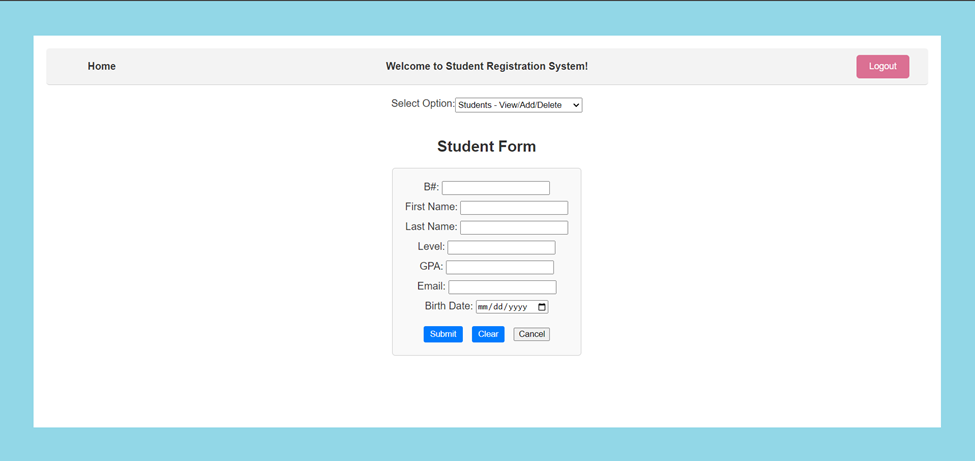 Home Welcome to Student Registration System! Logout
Select Option: Students - View/Add/Delete
Student Form
B#:
First Name:
Last Name:
Level:
GPA:
Email:
Birth Date: mm/dd/yyyy
Submit Clear Cancel